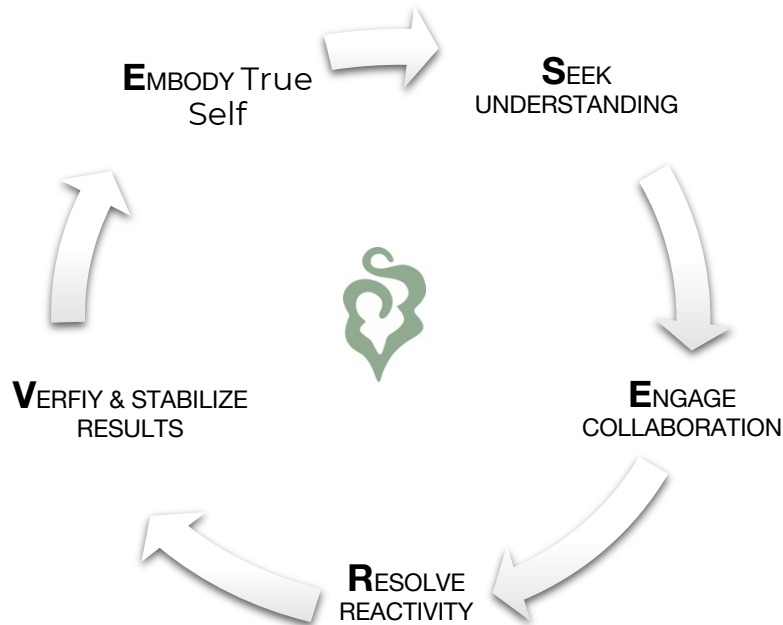 SEEK
UNDERSTANDING
ENGAGE
COLLABORATION
RESOLVE
REACTIVITY
VERFIY & STABILIZE
RESULTS
EMBODY True
Self